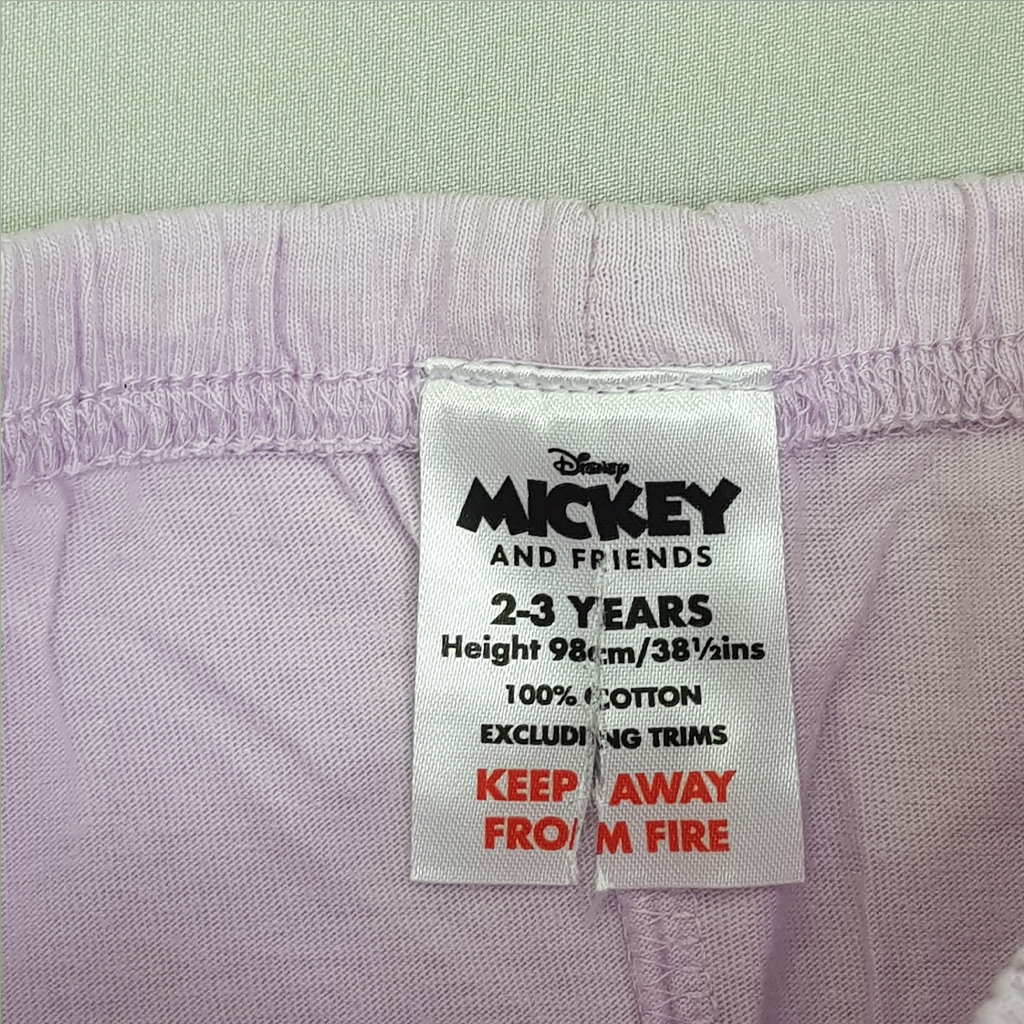 Disney
MICKEY
AND FRIENDS
2-3 YEARS
Height 98cm/38½ins
100% COTTON
EXCLUDING TRIMS
KEEP AWAY
FROM FIRE